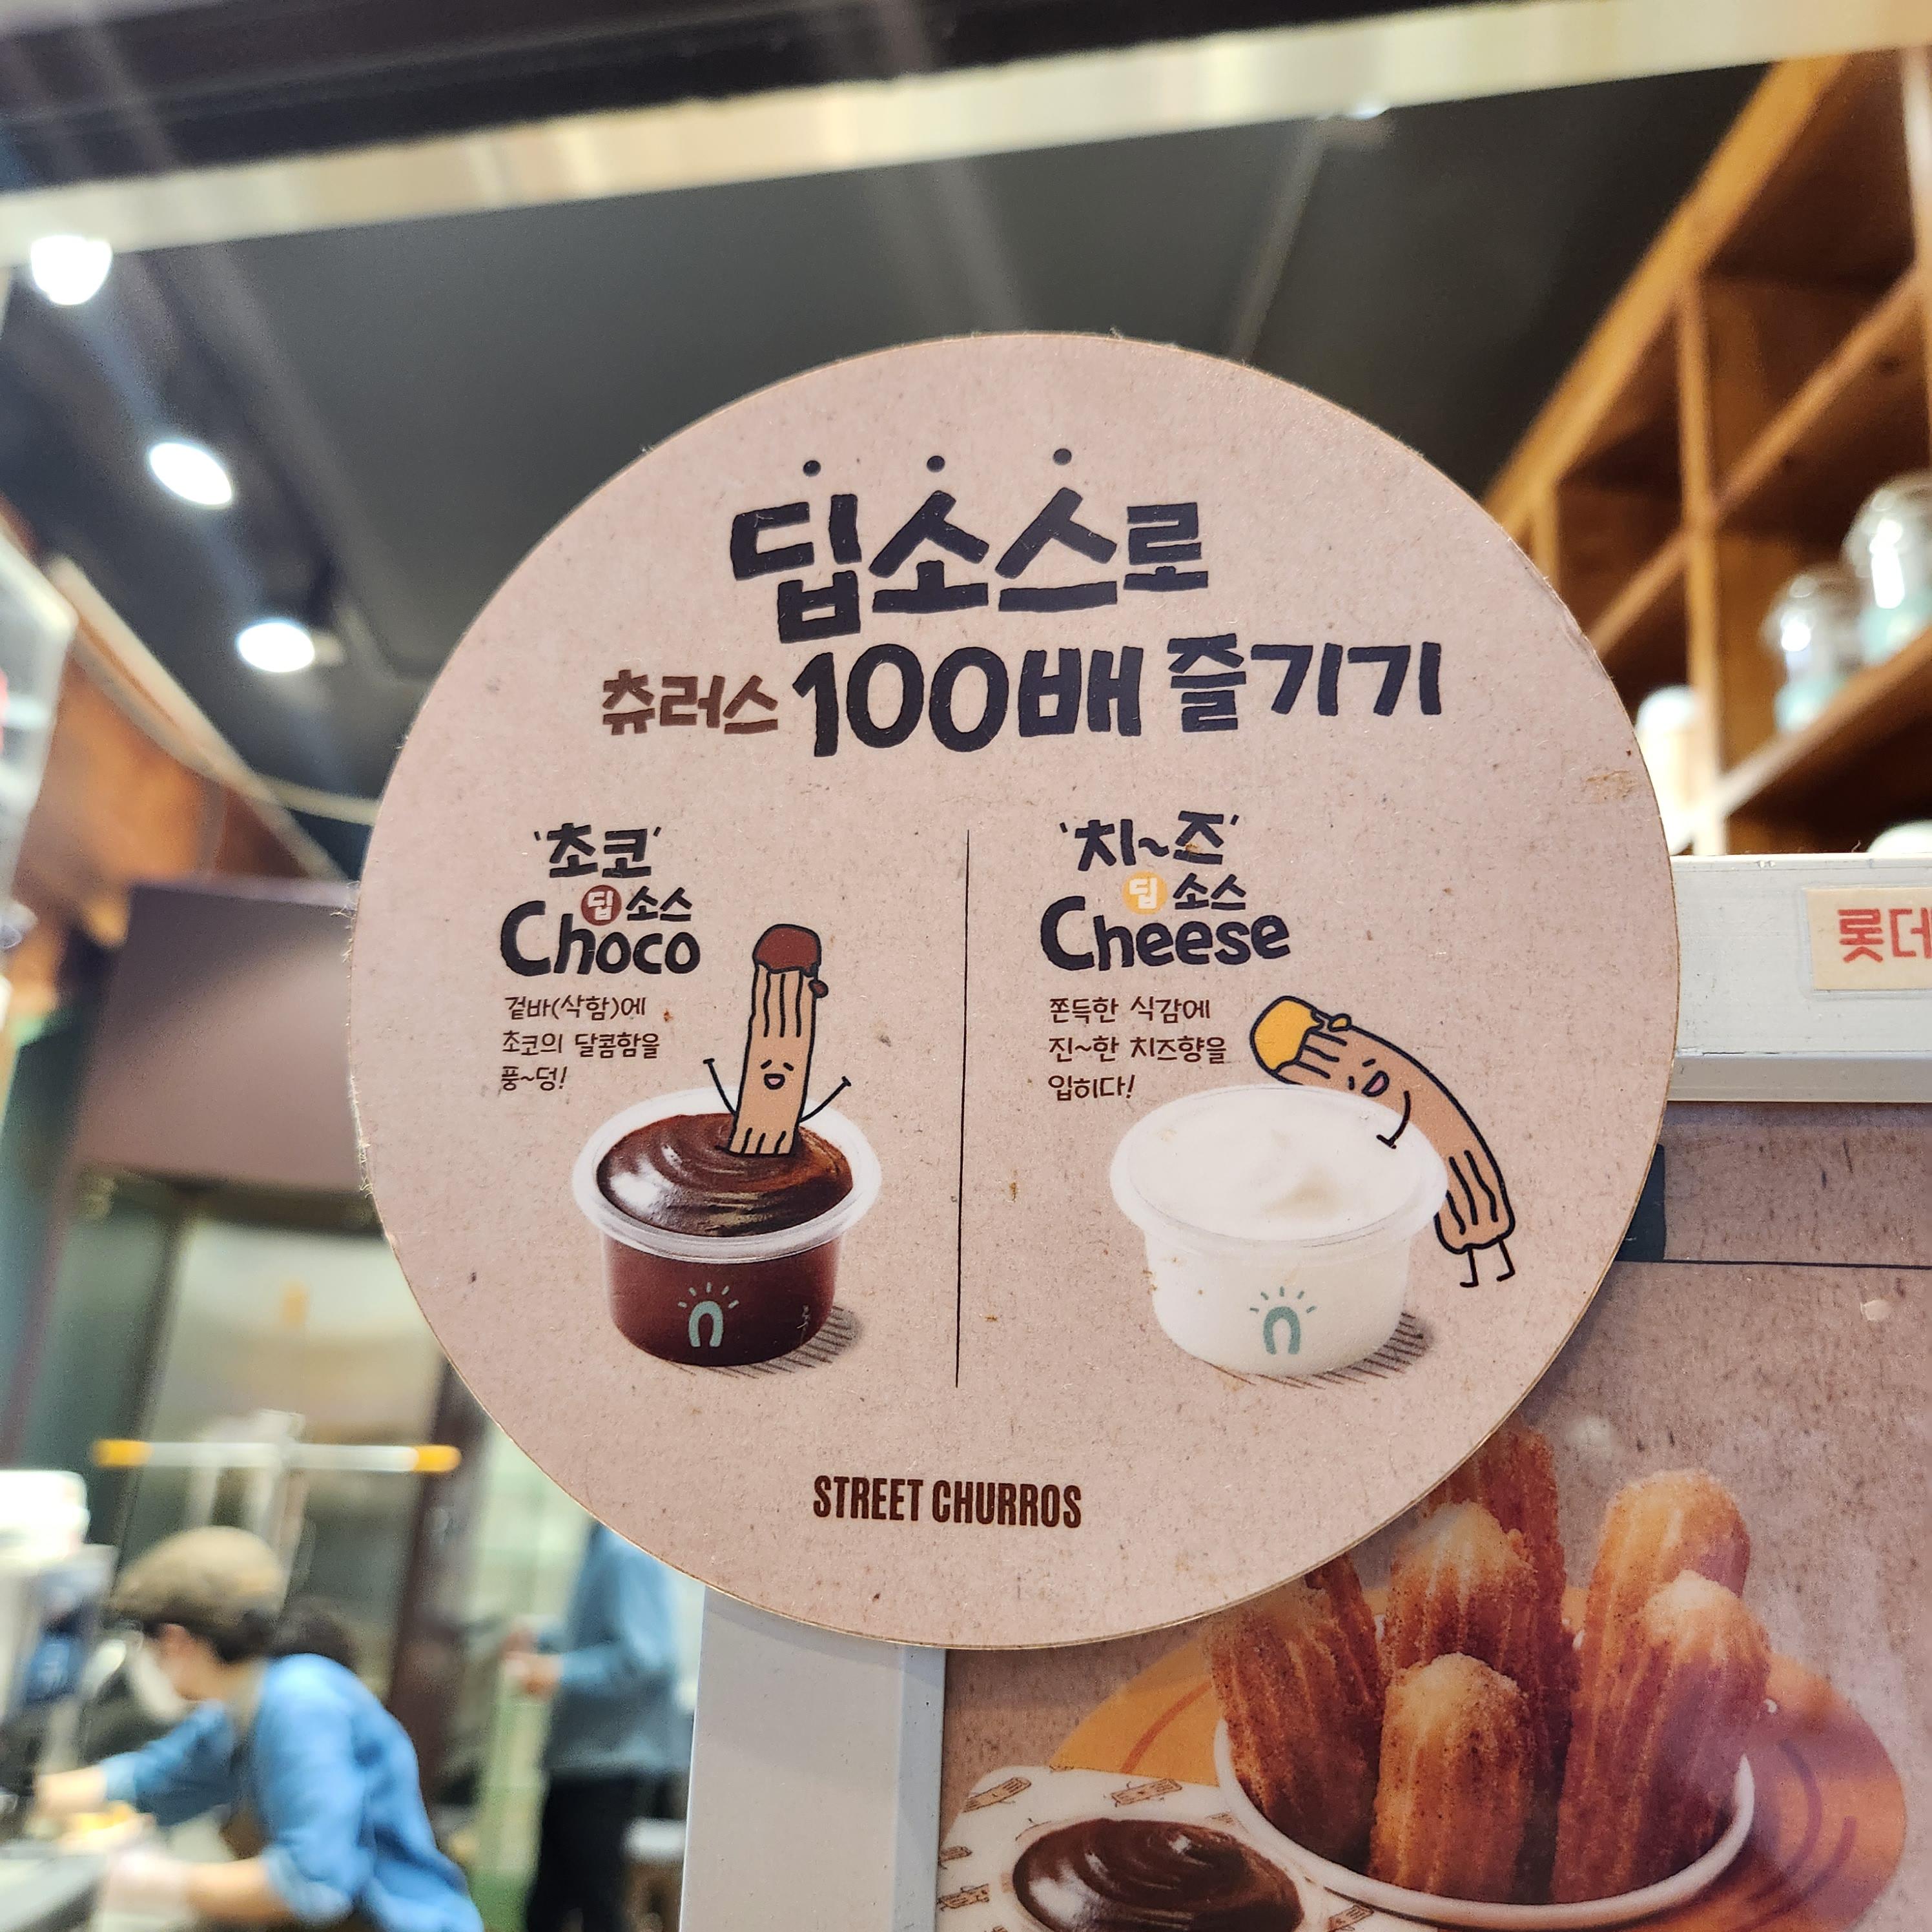 딥소스로
츄러스 100배 즐기기
'초코'
딥 소스
Choco
겉바(삭함)에
초코의 달콤함을
풍~덩!
'치~즈'
딥 소스
Cheese
쫀득한 식감에
진~한 치즈향을
입히다!
STREET CHURROS
롯데